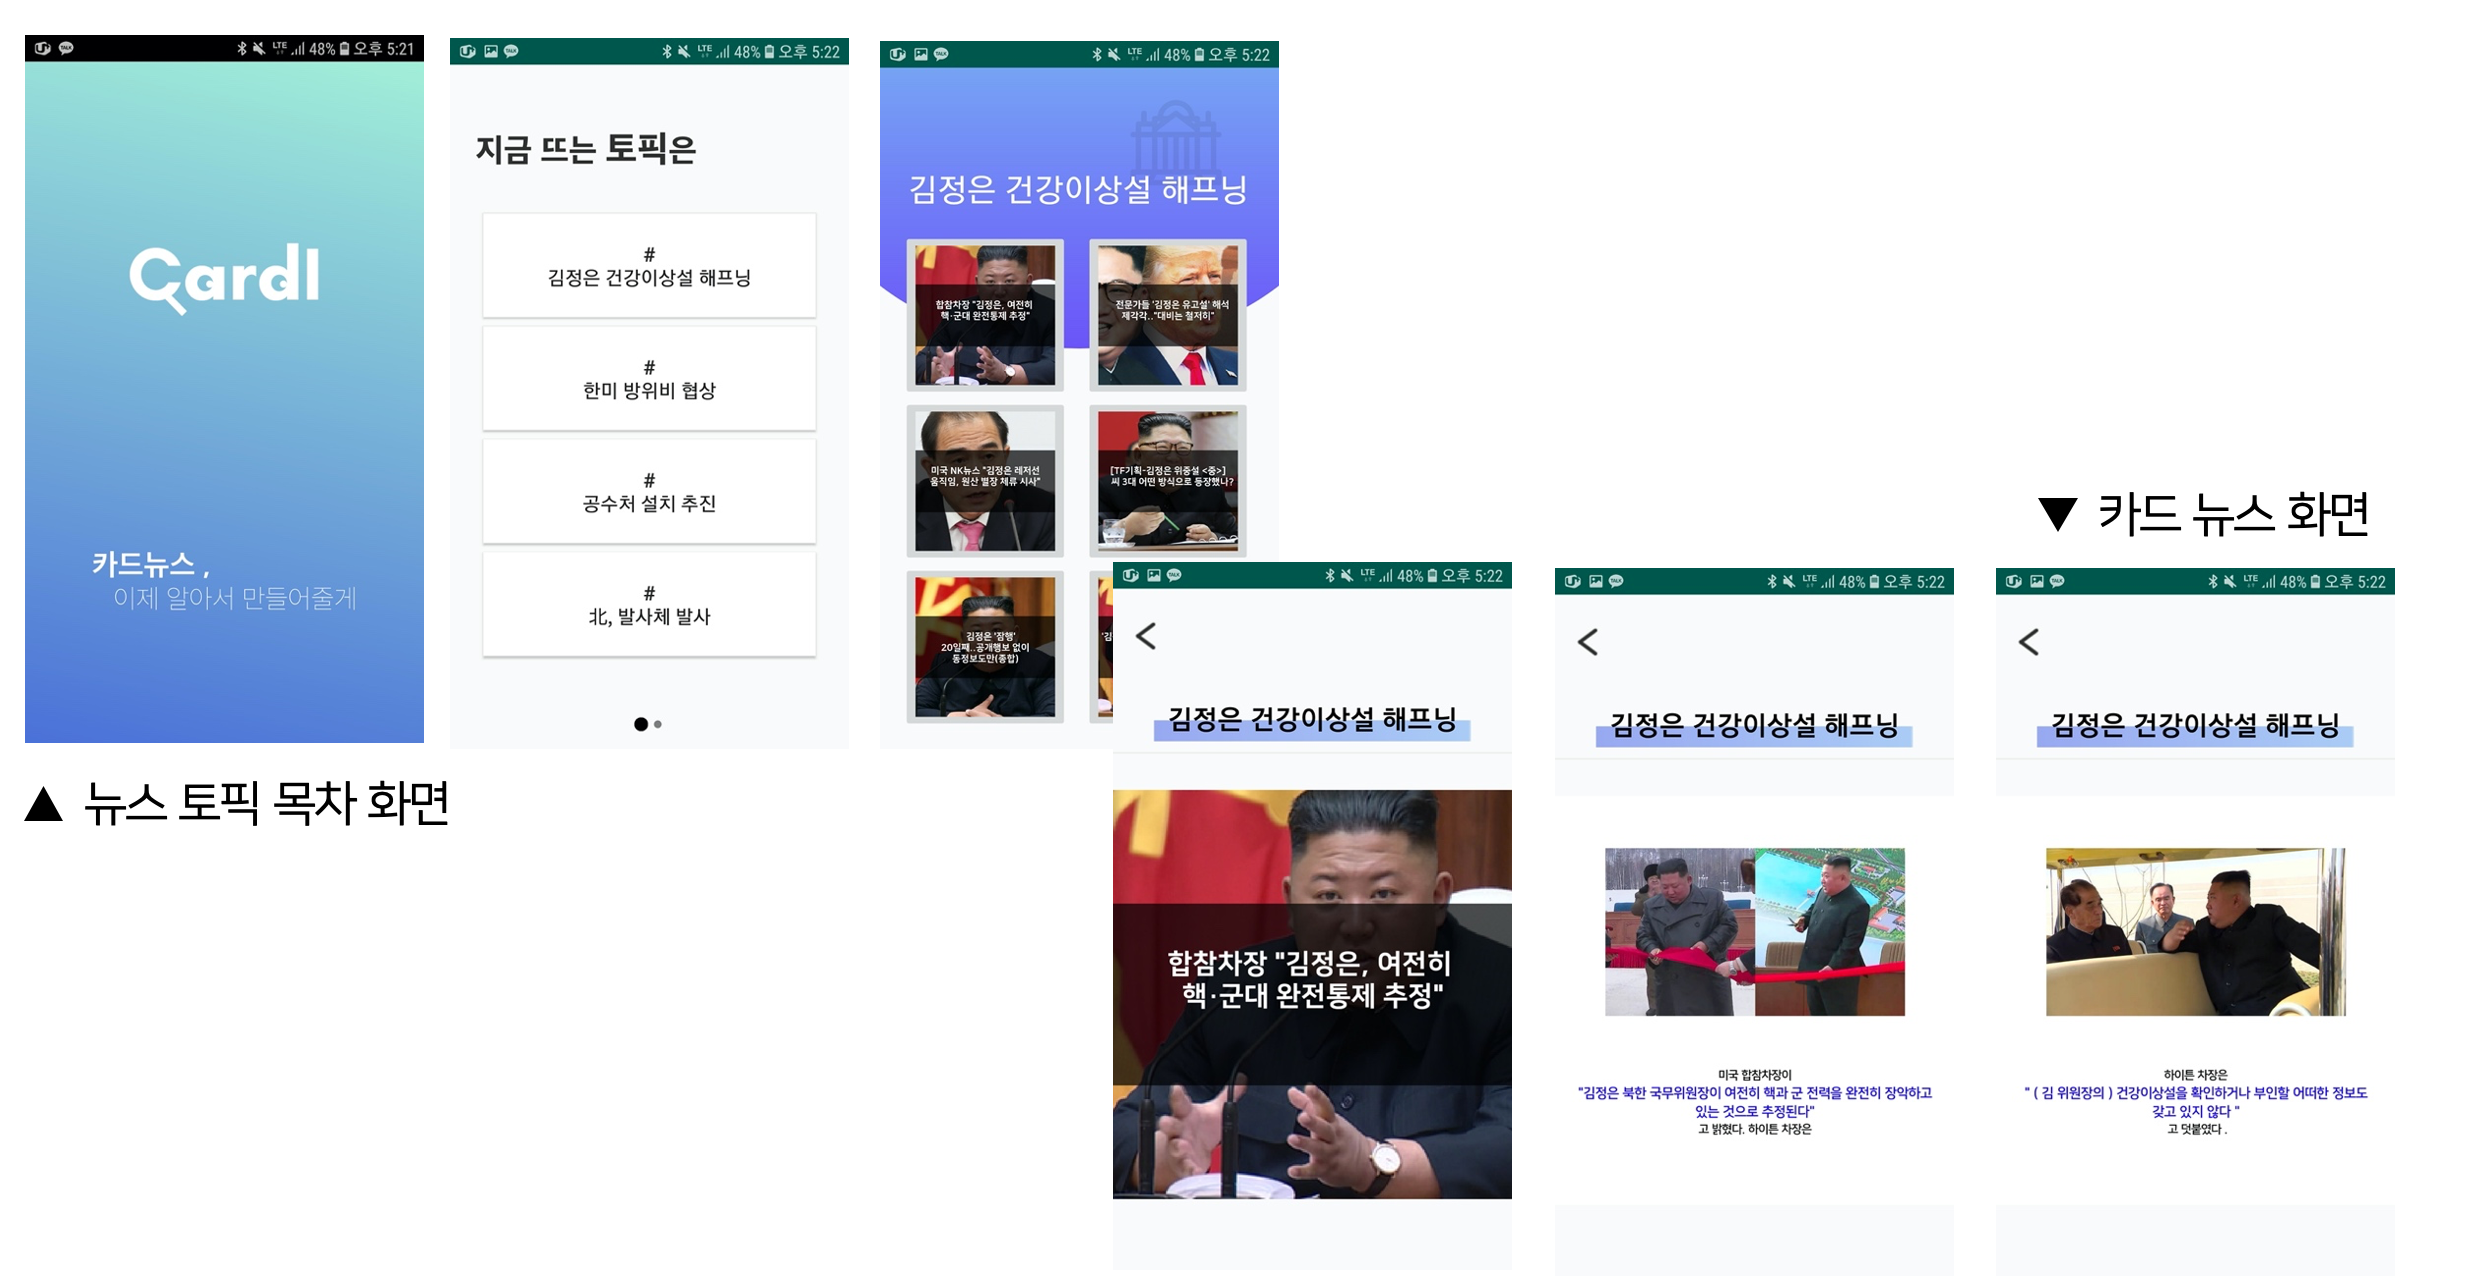 LTE 48% 오후 5:21
CardI
카드뉴스 ,
이제 알아서 만들어줄게
▲ 뉴스 토픽 목차 화면
TALK LTE 48% 오후 5:22
지금 뜨는 토픽은
#
김정은 건강이상설 해프닝
#
한미 방위비 협상
#
공수처 설치 추진
#
北, 발사체 발사
TALK LTE 48% 오후 5:22
김정은 건강이상설 해프닝
합참차장 "김정은, 여전히
핵·군대 완전통제 추정"
전문가들 '김정은 유고설' 해석
제각각.."대비는 철저히"
미국 NK뉴스 "김정은 레저선
움직임, 원산 별장 체류 시사"
[TF기획-김정은 위중설 <중>]
씨 3대 어떤 방식으로 등장했나?
김정은 '잠행'
20일째..공개행보 없이
동정보도만(종합)
'김
▼ 카드 뉴스 화면
TALK LTE 48% 오후 5:22
김정은 건강이상설 해프닝
합참차장 "김정은, 여전히
핵·군대 완전통제 추정"
TALK LTE 48% 오후 5:22
김정은 건강이상설 해프닝
미국 합참차장이
"김정은 북한 국무위원장이 여전히 핵과 군 전력을 완전히 장악하고
있는 것으로 추정된다"
고 밝혔다. 하이튼 차장은
TALK LTE 48% 오후 5:22
김정은 건강이상설 해프닝
하이튼 차장은
" ( 김 위원장의 ) 건강이상설을 확인하거나 부인할 어떠한 정보도
갖고 있지 않다 "
고 덧붙였다 .